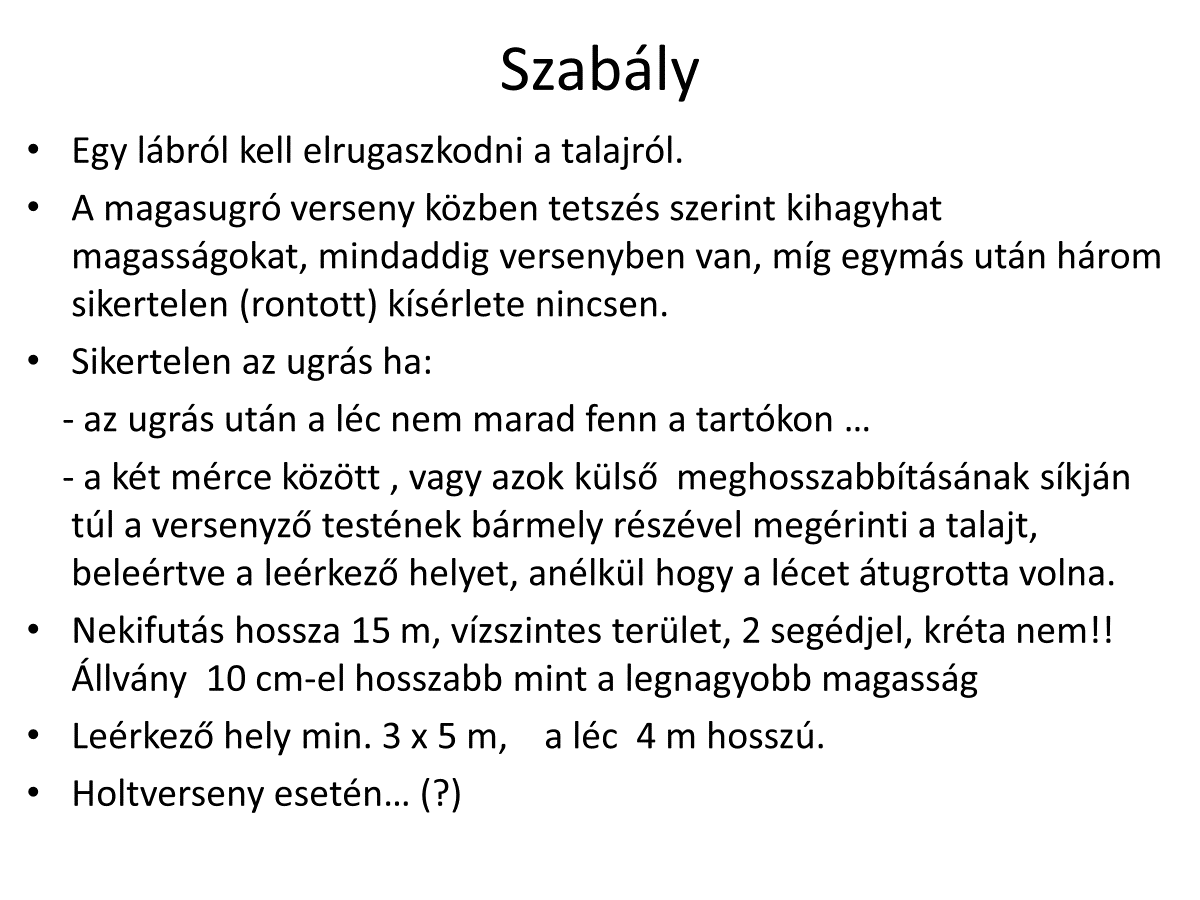 Szabály
• Egy lábról kell elrugaszkodni a talajról.
• A magasugró verseny közben tetszés szerint kihagyhat
magasságokat, mindaddig versenyben van, míg egymás után három
sikertelen (rontott) kísérlete nincsen.
• Sikertelen az ugrás ha:
- az ugrás után a léc nem marad fenn a tartókon …
- a két mérce között , vagy azok külső  meghosszabbításának síkján
túl a versenyző testének bármely részével megérinti a talajt,
beleértve a leérkező helyet, anélkül hogy a lécet átugrotta volna.
• Nekifutás hossza 15 m, vízszintes terület, 2 segédjel, kréta nem!!
Állvány  10 cm-el hosszabb mint a legnagyobb magasság
• Leérkező hely min. 3 x 5 m,    a léc  4 m hosszú.
• Holtverseny esetén… (?)